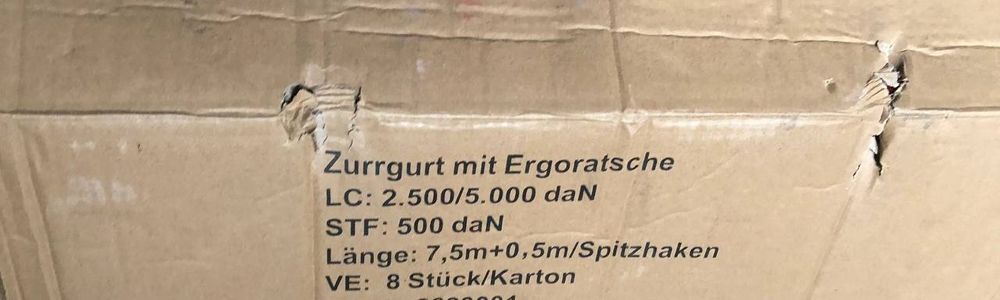 Zurrgurt mit Ergoratsche
LC: 2.500/5.000 daN
STF: 500 daN
Länge: 7,5m+0,5m/Spitzhaken
VE: 8 Stück/Karton